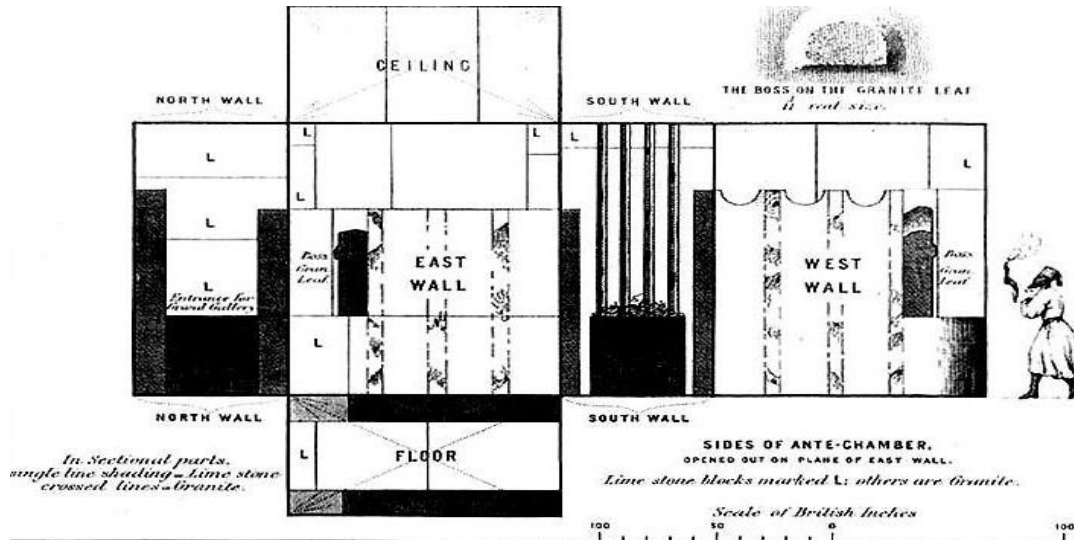 CEILING
NORTH WALL
SOUTH WALL
THE BOSS ON THE GRANITE LEAF
real size.
L
L
L
L
L
L
L
L
L
Entrance for
Grand Gallery
Boss
Gran
Leaf
EAST
WALL
WEST
WALL
Boss
Gran
Leaf
L
NORTH WALL
SOUTH WALL
L
FLOOR
In Sectional parts,
single line shading = Lime stone
crossed lines = Granite.
SIDES OF ANTE-CHAMBER,
OPENED OUT ON PLANE OF EAST WALL.
Lime stone blocks marked L; others are Granite.
Scale of British Inches
100 50 0 100